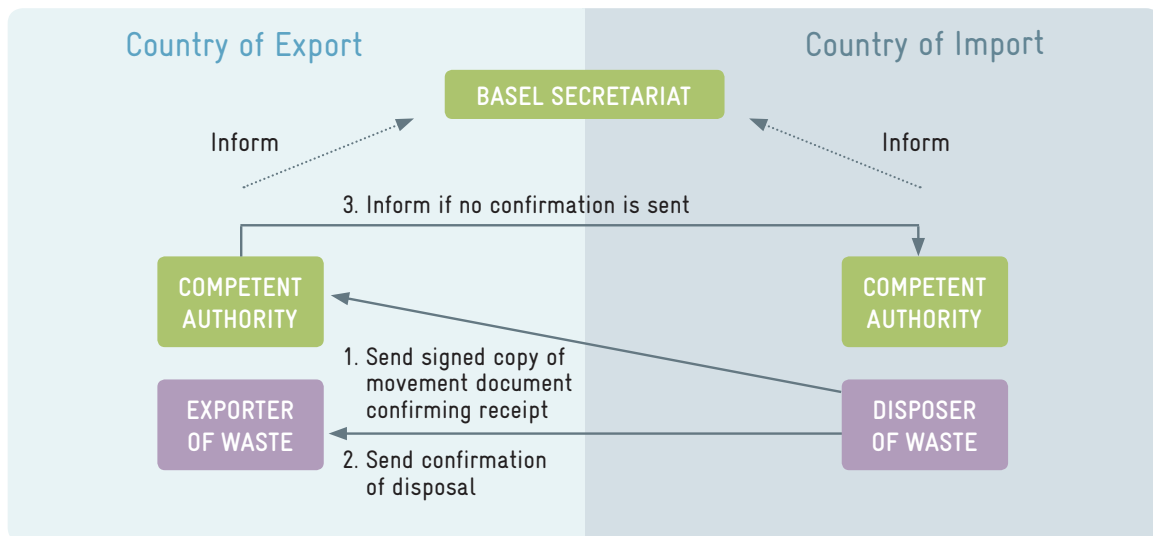 Country of Export
Country of Import
BASEL SECRETARIAT
Inform
Inform
3. Inform if no confirmation is sent
COMPETENT
AUTHORITY
COMPETENT
AUTHORITY
1. Send signed copy of
movement document
confirming receipt
EXPORTER
OF WASTE
DISPOSER
OF WASTE
2. Send confirmation
of disposal